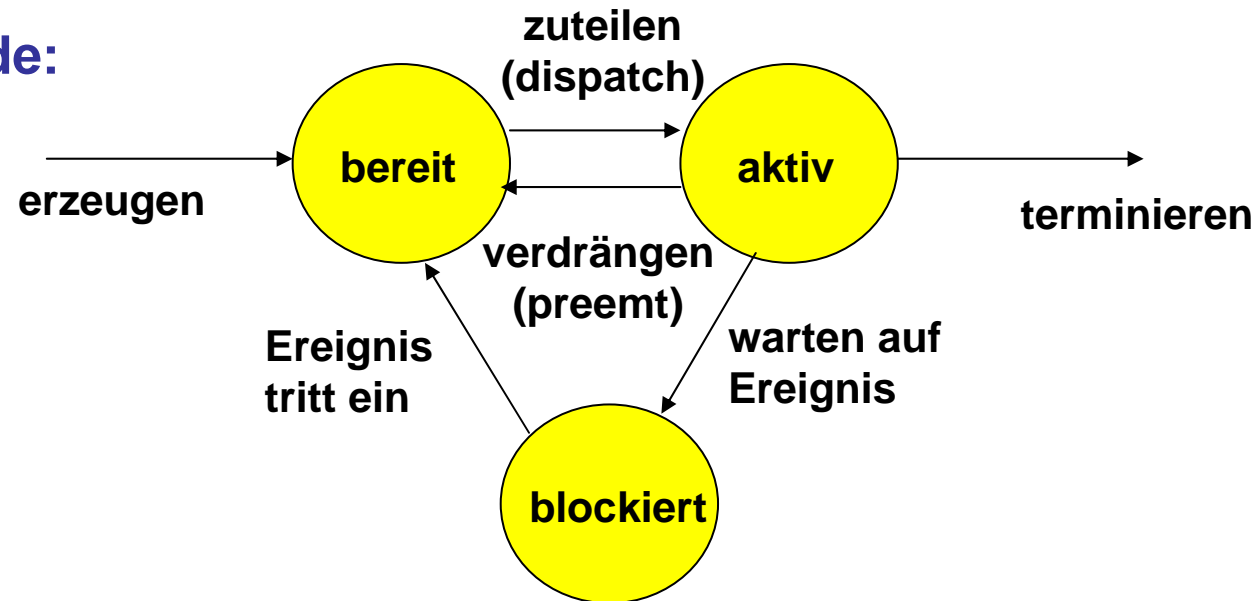 de:
zuteilen
(dispatch)
bereit
aktiv
erzeugen
terminieren
verdrängen
(preemt)
Ereignis
tritt ein
warten auf
Ereignis
blockiert